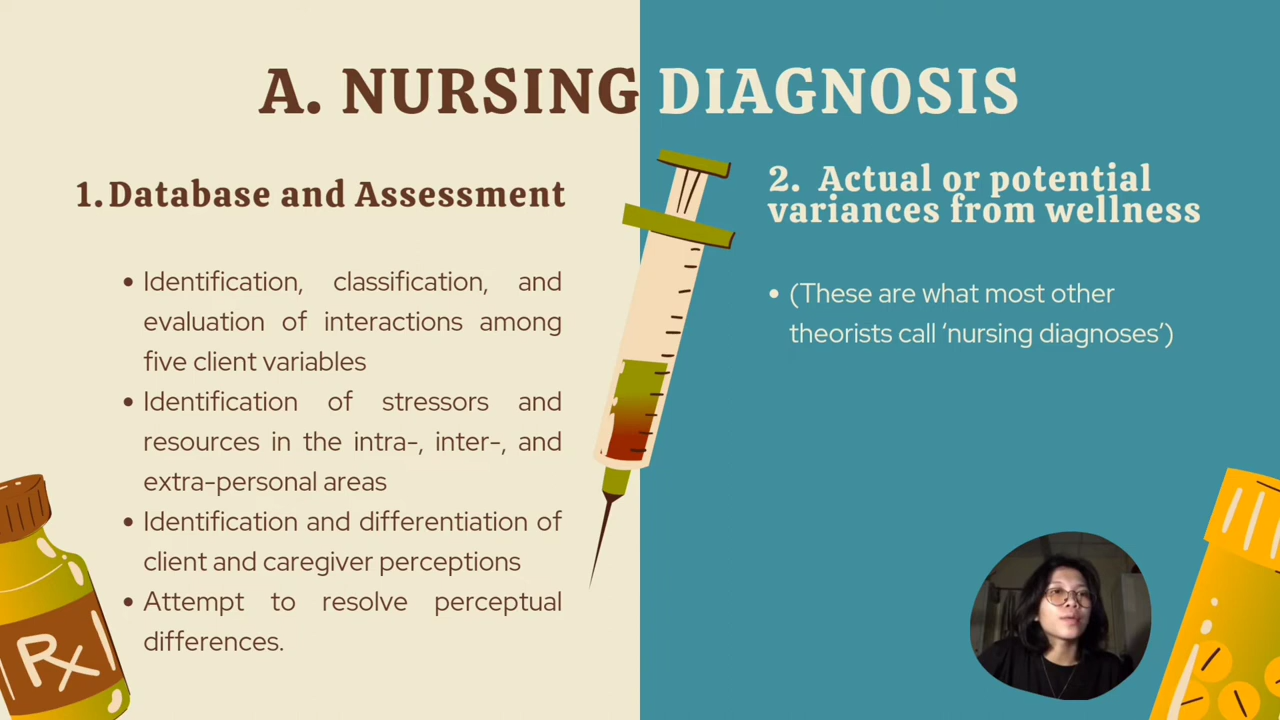 A. NURSING DIAGNOSIS
1. Database and Assessment
• Identification, classification, and
evaluation of interactions among
five client variables
• Identification of stressors and
resources in the intra-, inter-, and
extra-personal areas
• Identification and differentiation of
client and caregiver perceptions
• Attempt to resolve perceptual
differences.
2. Actual or potential
variances from wellness
• (These are what most other
theorists call ‘nursing diagnoses’)
Rx